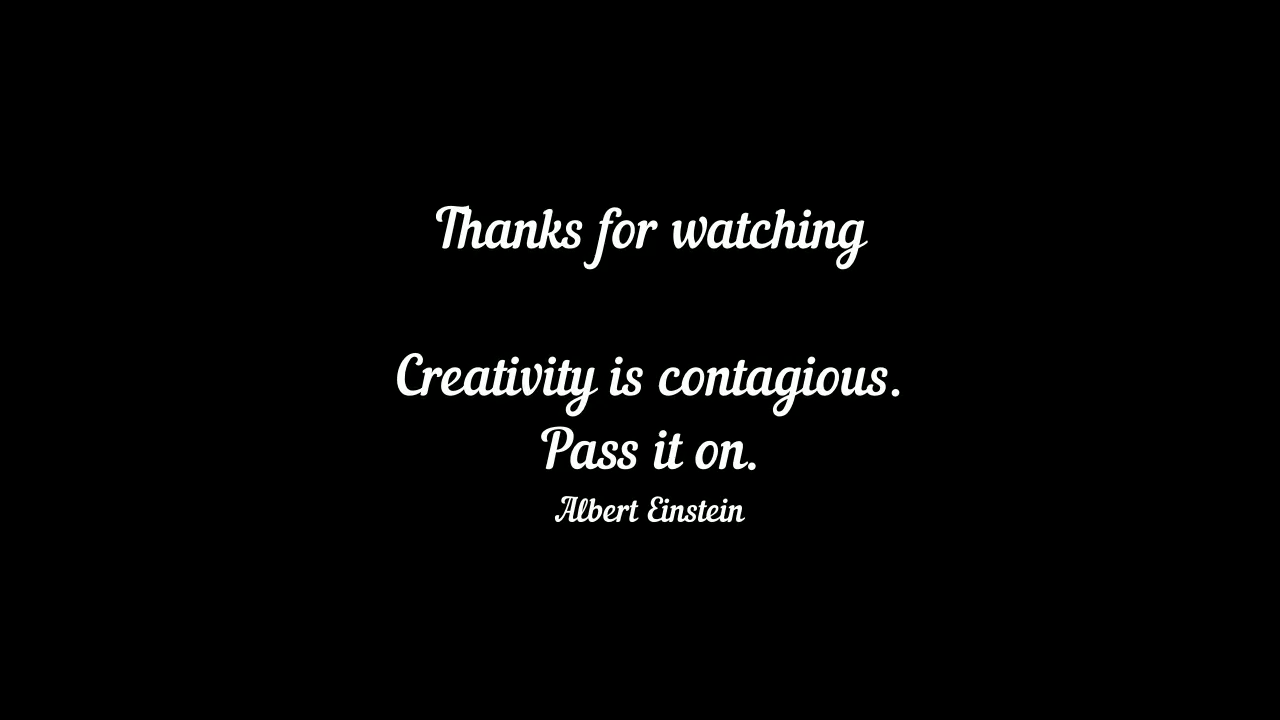 Thanks for watching
Creativity is contagious.
Pass it on.
Albert Einstein